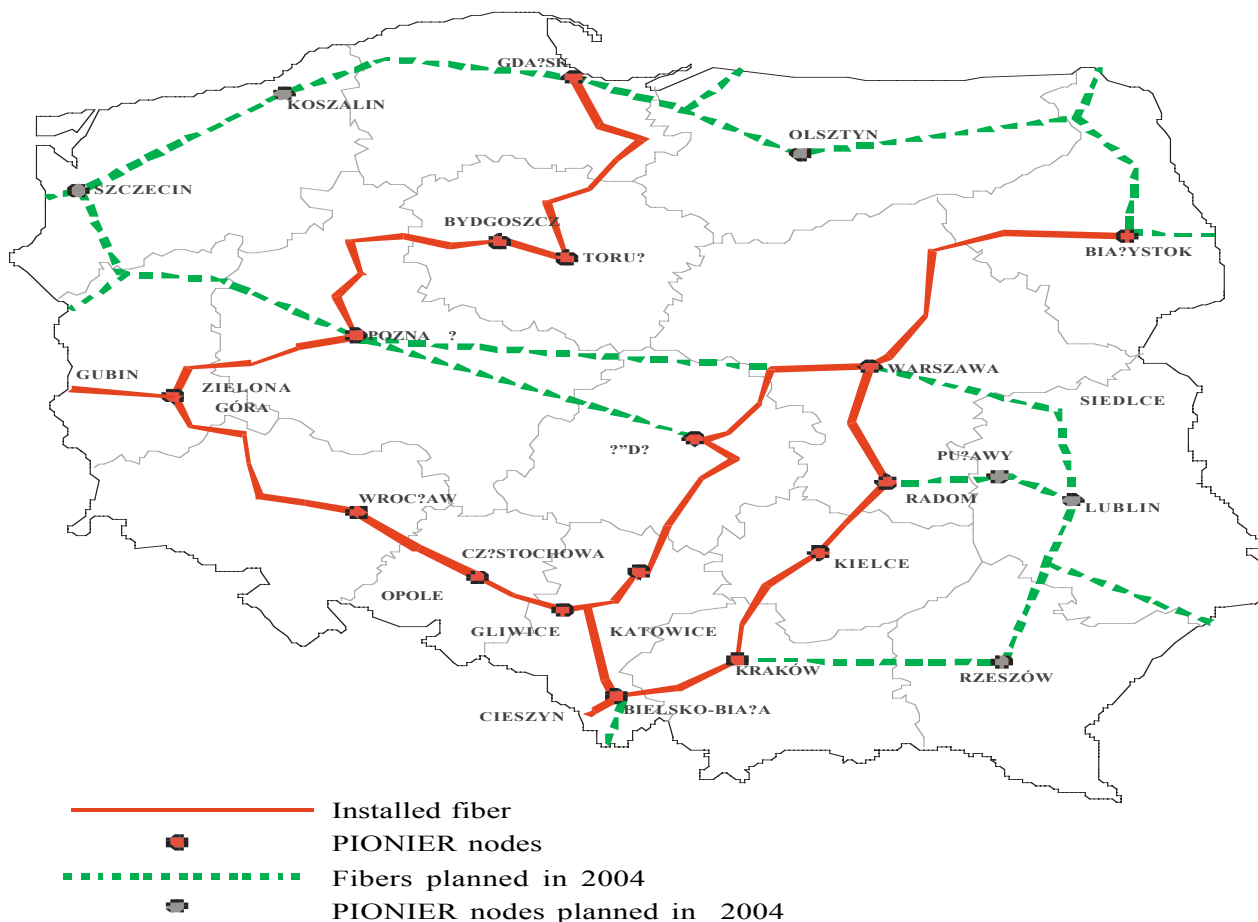 GDA?SK
KOSZALIN
OLSZTYN
SZCZECIN
BYDGOSZCZ
TORU?
BIA?YSTOK
POZNA ?
GUBIN
ZIELONA
GÓRA
WARSZAWA
SIEDLCE
?”D?
PU?AWY
RADOM
LUBLIN
WROC?AW
CZ?STOCHOWA
KIELCE
OPOLE
GLIWICE
KATOWICE
KRAKÓW
RZESZÓW
CIESZYN
BIELSKO-BIA?A
Installed fiber
PIONIER nodes
Fibers planned in 2004
PIONIER nodes planned in 2004